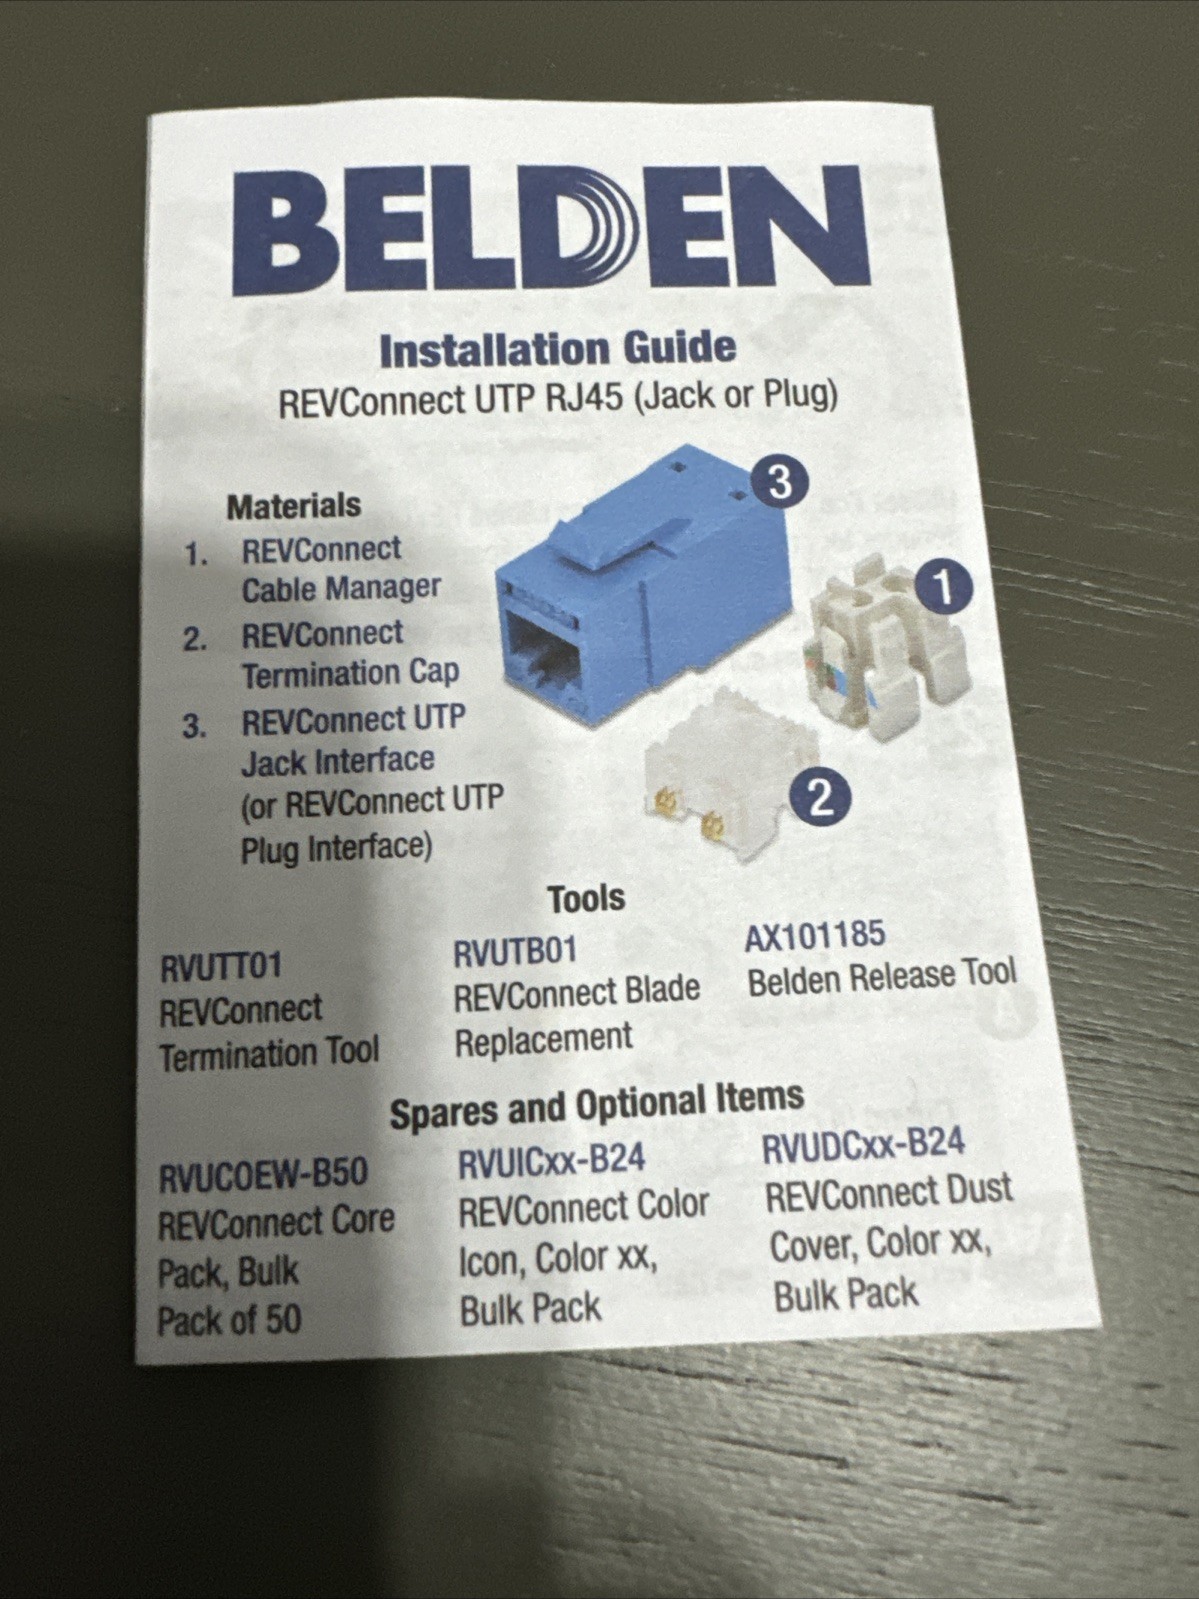 BELDEN
Installation Guide
REVConnect UTP RJ45 (Jack or Plug)
Materials
1. REVConnect
Cable Manager
2. REVConnect
Termination Cap
3. REVConnect UTP
Jack Interface
(or REVConnect UTP
Plug Interface)
3
1
2
Tools
RVUTT01
REVConnect
Termination Tool
RVUTB01
REVConnect Blade
Replacement
AX101185
Belden Release Tool
Spares and Optional Items
RVUCOEW-B50
REVConnect Core
Pack, Bulk
Pack of 50
RVUICxx-B24
REVConnect Color
Icon, Color xx,
Bulk Pack
RVUDCxx-B24
REVConnect Dust
Cover, Color xx,
Bulk Pack